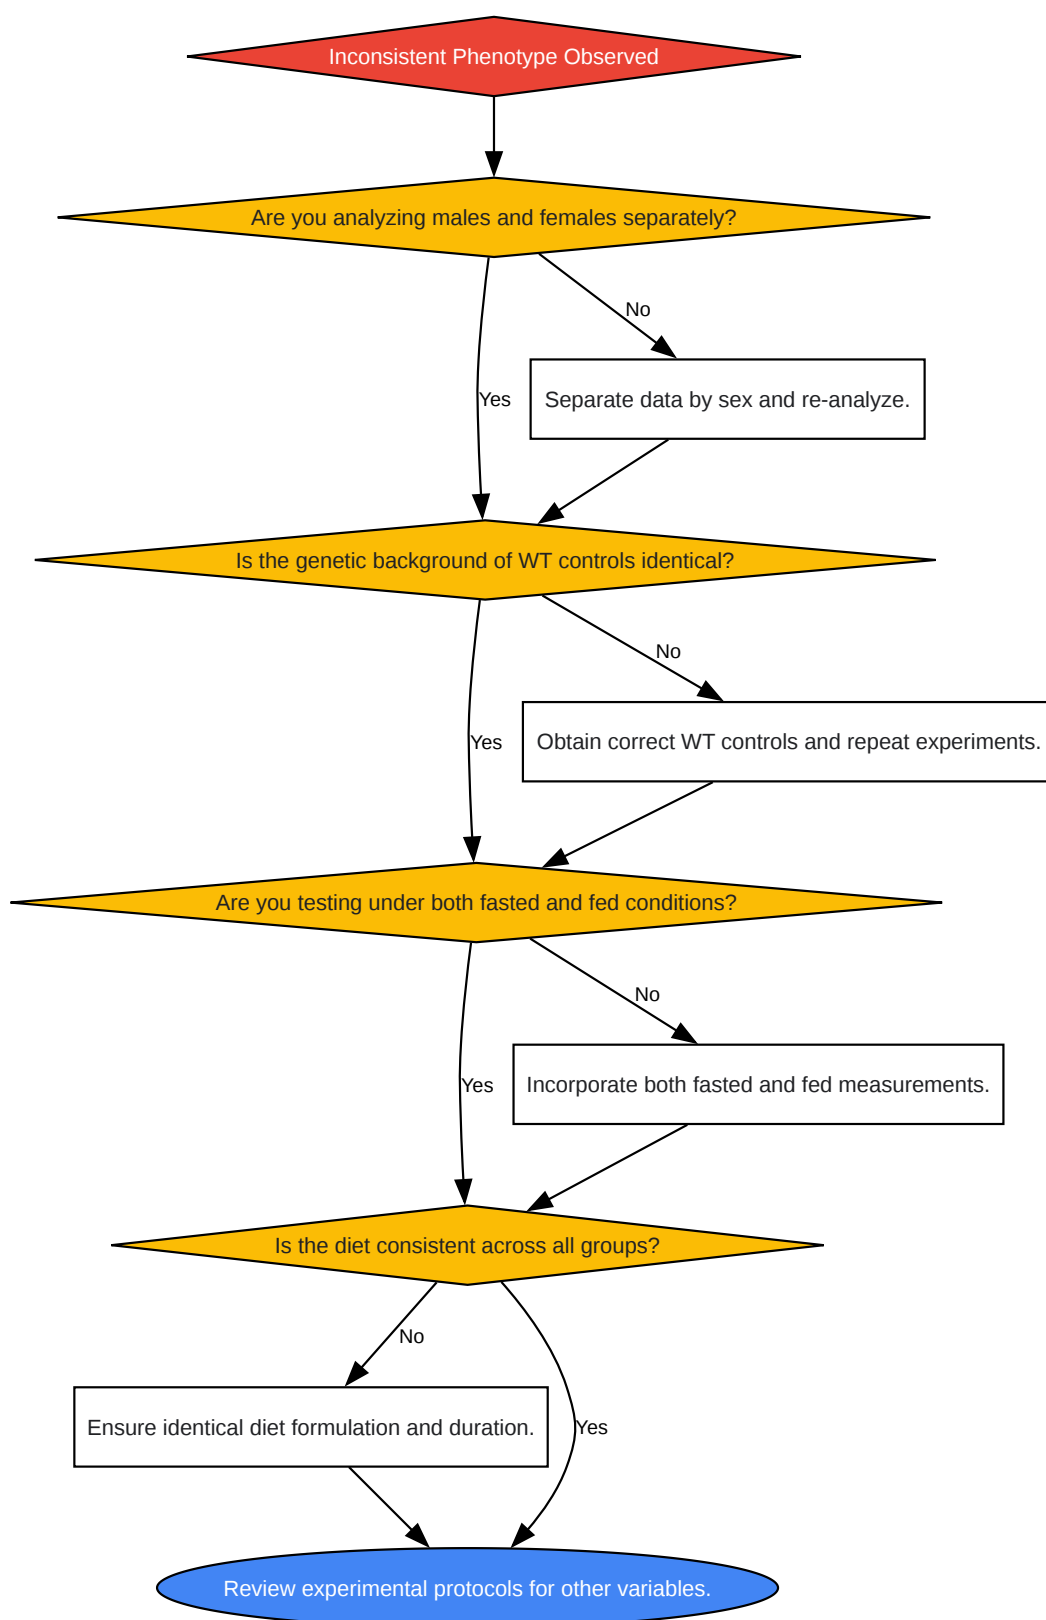 Inconsistent Phenotype Observed
Are you analyzing males and females separately?
No
Yes
Separate data by sex and re-analyze.
Is the genetic background of WT controls identical?
No
Yes
Obtain correct WT controls and repeat experiments.
Are you testing under both fasted and fed conditions?
No
Yes
Incorporate both fasted and fed measurements.
Is the diet consistent across all groups?
No
Ensure identical diet formulation and duration.
Yes
Review experimental protocols for other variables.